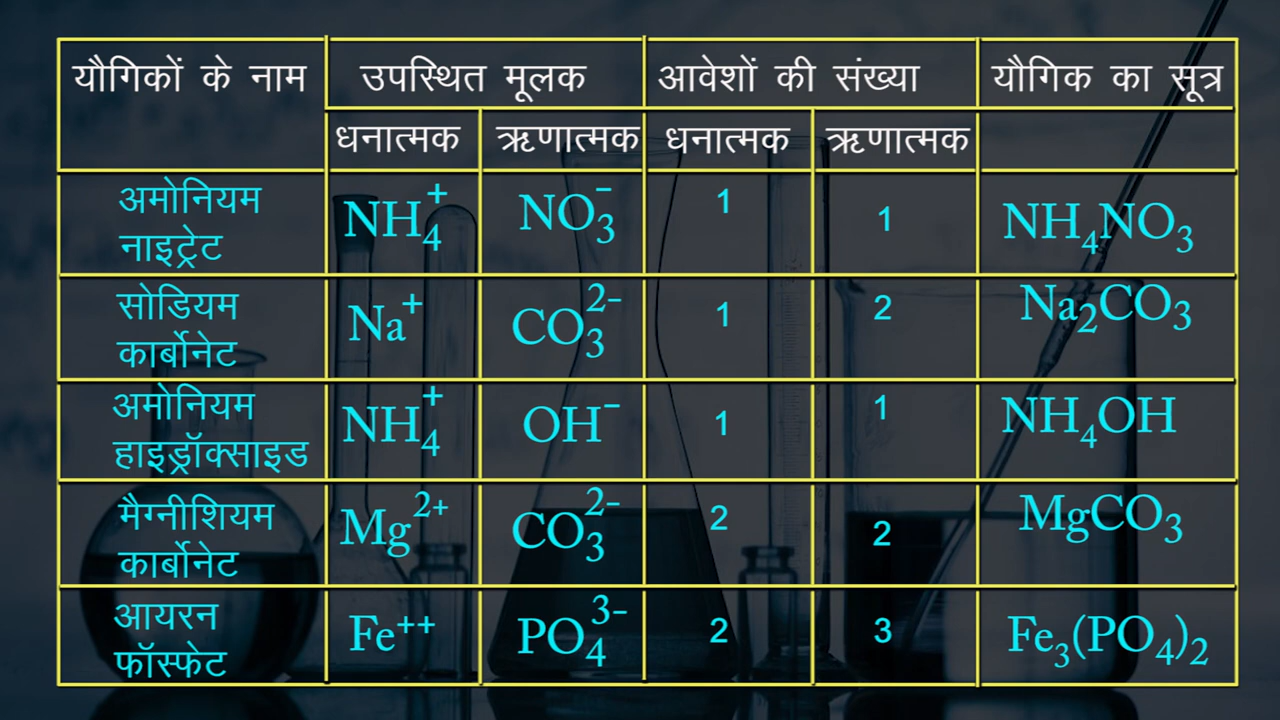 यौगिकों के नाम उपस्थित मूलक आवेशों की संख्या यौगिक का सूत्र
धनात्मक ऋणात्मक धनात्मक ऋणात्मक
अमोनियम
नाइट्रेट
NH₄⁺ NO₃⁻ 1 1 NH₄NO₃
सोडियम
कार्बोनेट
Na⁺ CO₃²⁻ 1 2 Na₂CO₃
अमोनियम
हाइड्रॉक्साइड
NH₄⁺ OH⁻ 1 1 NH₄OH
मैग्नीशियम
कार्बोनेट
Mg²⁺ CO₃²⁻ 2 2 MgCO₃
आयरन
फॉस्फेट
Fe⁺⁺ PO₄³⁻ 2 3 Fe₃(PO₄)₂